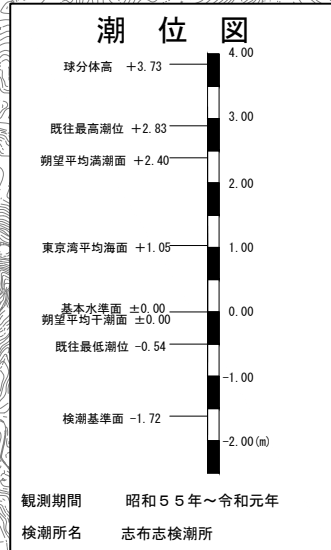 潮 位 図
4.00
球分体高 +3.73
3.00
既往最高潮位 +2.83
朔望平均満潮面 +2.40
2.00
東京湾平均海面 +1.05
1.00
基本水準面 ±0.00
0.00
朔望平均干潮面 ±0.00
既往最低潮位 -0.54
-1.00
検潮基準面 -1.72
-2.00(m)
観測期間 昭和５５年～令和元年
検潮所名 志布志検潮所